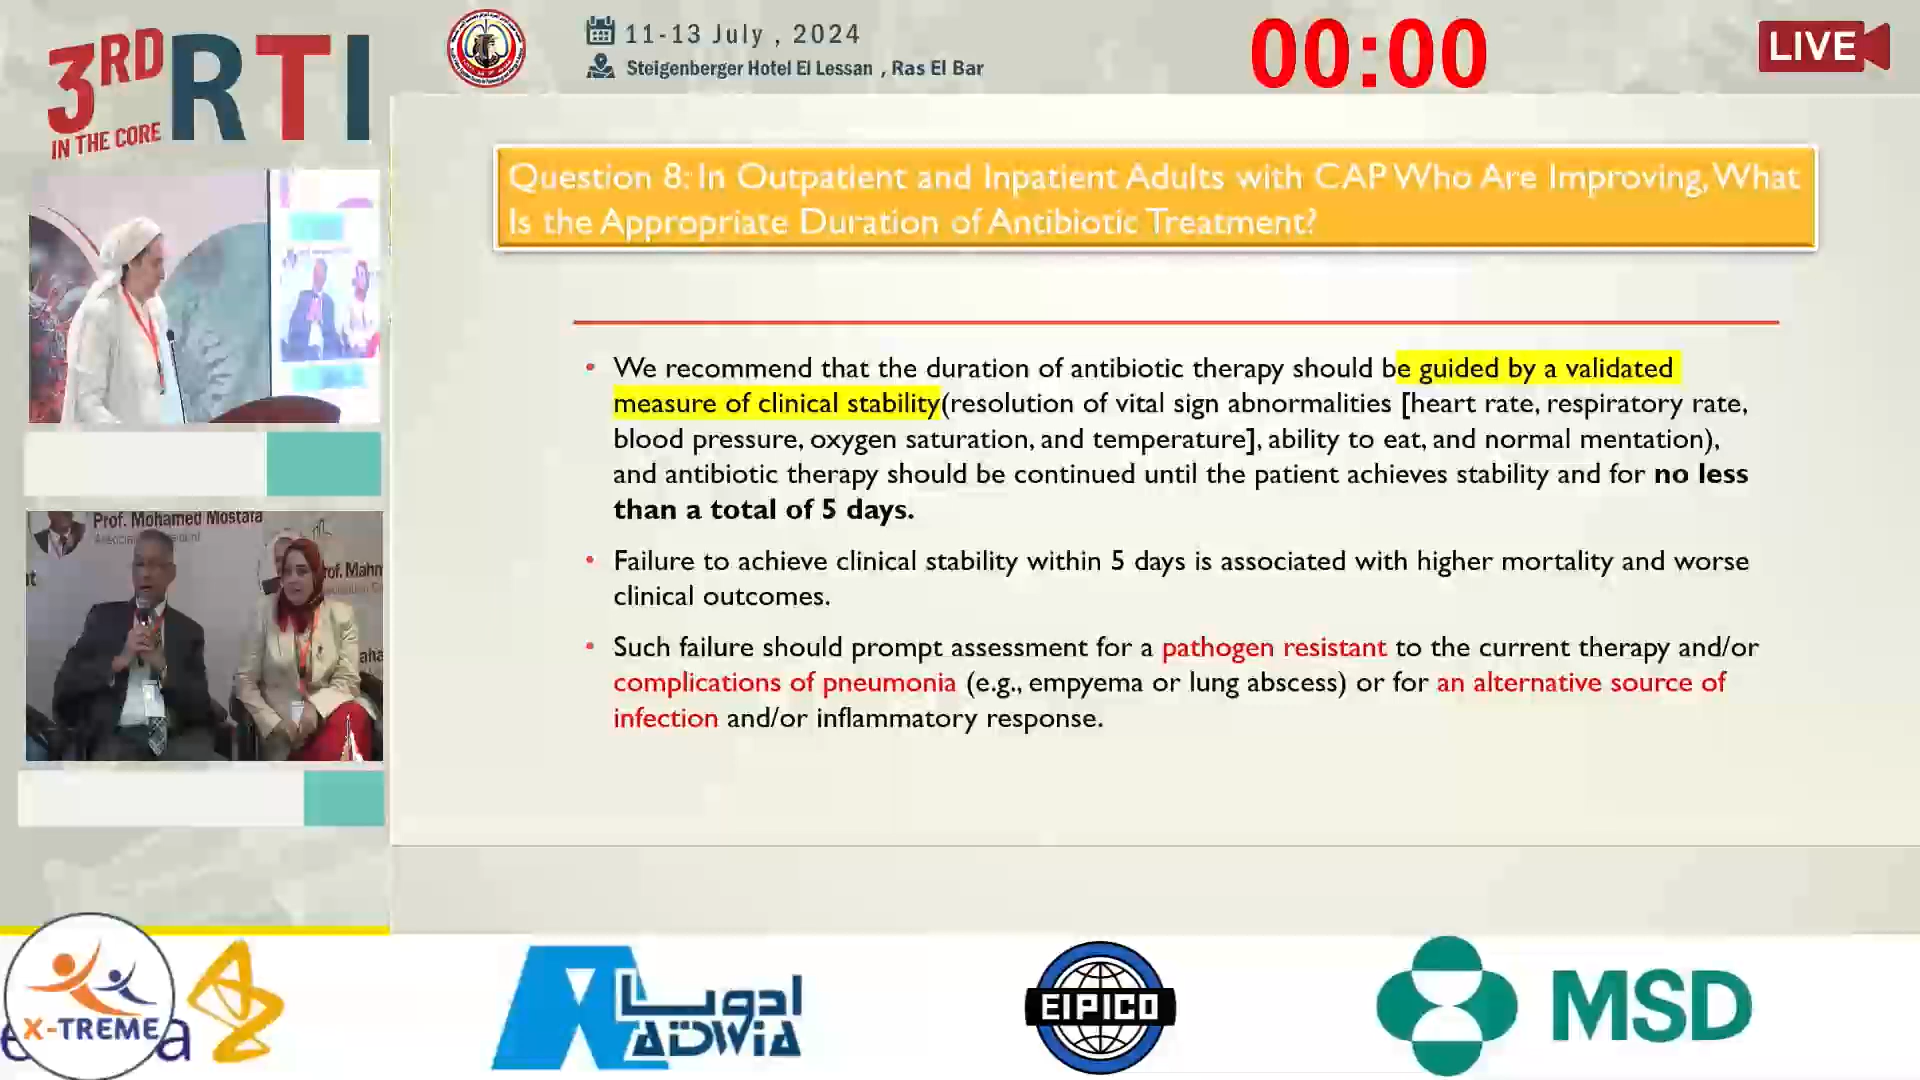 3RD RTI
IN THE CORE
11-13 July , 2024
Steigenberger Hotel El Lessan , Ras El Bar
00:00
LIVE
Question 8: In Outpatient and Inpatient Adults with CAP Who Are Improving, What
Is the Appropriate Duration of Antibiotic Treatment?
• We recommend that the duration of antibiotic therapy should be guided by a validated
measure of clinical stability(resolution of vital sign abnormalities [heart rate, respiratory rate,
blood pressure, oxygen saturation, and temperature], ability to eat, and normal mentation),
and antibiotic therapy should be continued until the patient achieves stability and for no less
than a total of 5 days.
• Failure to achieve clinical stability within 5 days is associated with higher mortality and worse
clinical outcomes.
• Such failure should prompt assessment for a pathogen resistant to the current therapy and/or
complications of pneumonia (e.g., empyema or lung abscess) or for an alternative source of
infection and/or inflammatory response.
Prof. Mohamed Mostafa
X-TREME
ادويا
ADWIA
EIPICO
MSD